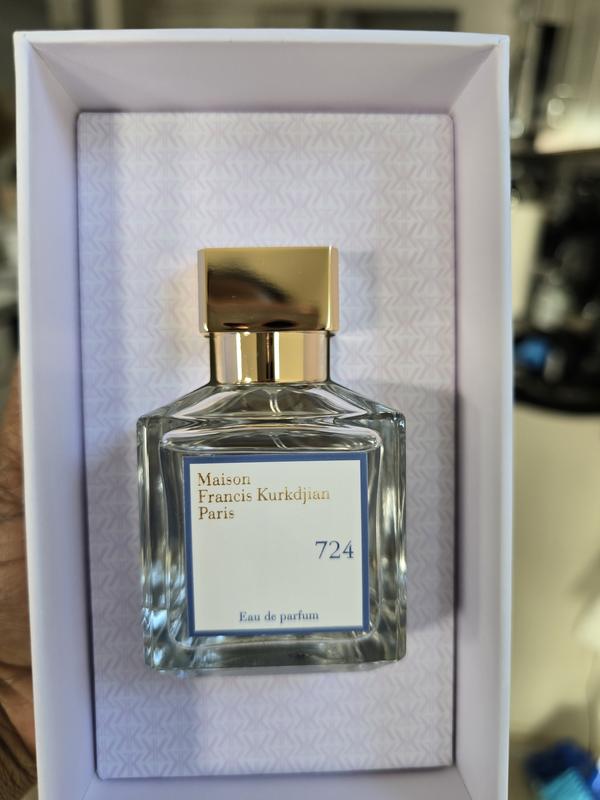 Maison
Francis Kurkdjian
Paris
724
Eau de parfum